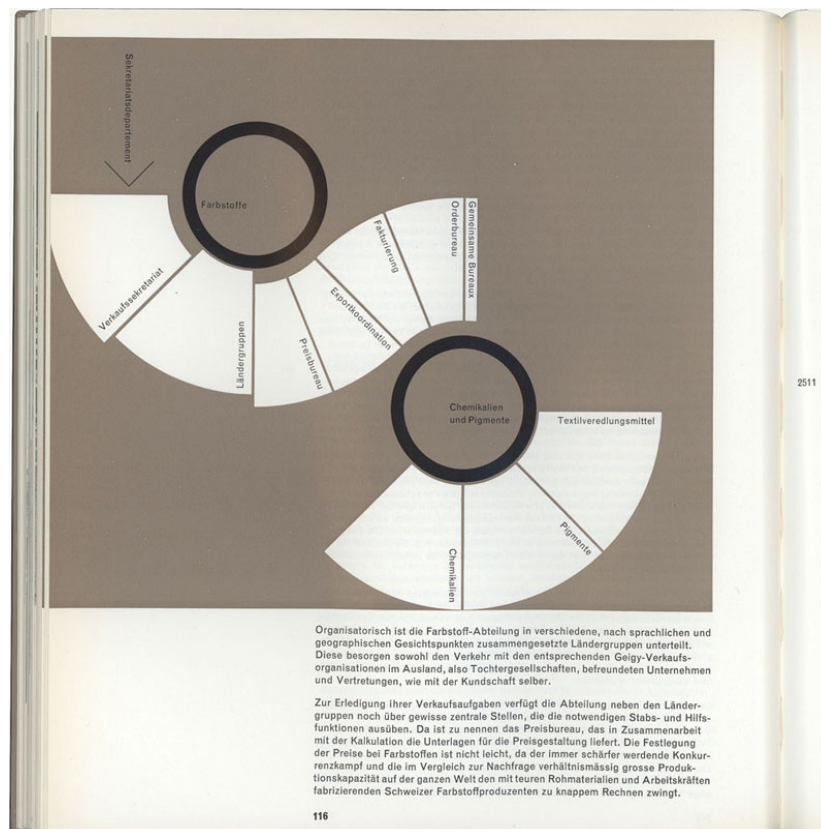 Sekretariatsdepartement
Farbstoffe
Verkaufssekretariat
Ländergruppen
Preisbureau
Exportkoordination
Fakturierung
Orderbureau
Gemeinsame Bureaux
Chemikalien
und Pigmente
Textilveredlungsmittel
Pigmente
Chemikalien
2511
Organisatorisch ist die Farbstoff-Abteilung in verschiedene, nach sprachlichen und
geographischen Gesichtspunkten zusammengesetzte Ländergruppen unterteilt.
Diese besorgen sowohl den Verkehr mit den entsprechenden Geigy-Verkaufs-
organisationen im Ausland, also Tochtergesellschaften, befreundeten Unternehmen
und Vertretungen, wie mit der Kundschaft selber.
Zur Erledigung ihrer Verkaufsaufgaben verfügt die Abteilung neben den Länder-
gruppen noch über gewisse zentrale Stellen, die die notwendigen Stabs- und Hilfs-
funktionen ausüben. Da ist zu nennen das Preisbureau, das in Zusammenarbeit
mit der Kalkulation die Unterlagen für die Preisgestaltung liefert. Die Festlegung
der Preise bei Farbstoffen ist nicht leicht, da der immer schärfer werdende Konkur-
renzkampf und die im Vergleich zur Nachfrage verhältnismässig grosse Produk-
tionskapazität auf der ganzen Welt den mit teuren Rohmaterialien und Arbeitskräften
fabrizierenden Schweizer Farbstoffproduzenten zu knappem Rechnen zwingt.
116